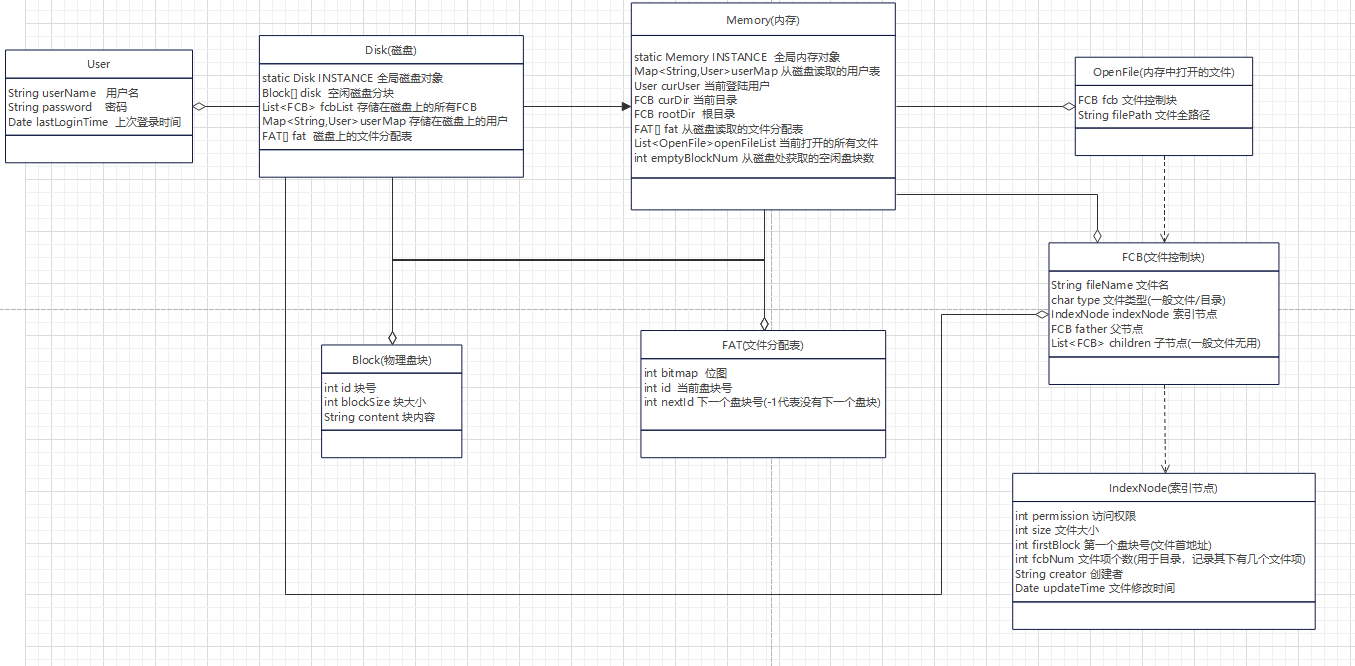 User
String userName 用户名
String password 密码
Date lastLoginTime 上次登录时间
Disk(磁盘)
static Disk INSTANCE 全局磁盘对象
Block[] disk 空闲磁盘分块
List<FCB> fcbList 存储在磁盘上的所有FCB
Map<String,User> userMap 存储在磁盘上的用户
FAT[] fat 磁盘上的文件分配表
Memory(内存)
static Memory INSTANCE 全局内存对象
Map<String,User>userMap 从磁盘读取的用户表
User curUser 当前登陆用户
FCB curDir 当前目录
FCB rootDir 根目录
FAT[] fat 从磁盘读取的文件分配表
List<OpenFile>openFileList 当前打开的所有文件
int emptyBlockNum 从磁盘处获取的空闲盘块数
OpenFile(内存中打开的文件)
FCB fcb 文件控制块
String filePath 文件全路径
FCB(文件控制块)
String fileName 文件名
char type 文件类型(一般文件/目录)
IndexNode indexNode 索引节点
FCB father 父节点
List<FCB> children 子节点(一般文件无用)
Block(物理盘块)
int id 块号
int blockSize 块大小
String content 块内容
FAT(文件分配表)
int bitmap 位图
int id 当前盘块号
int nextId 下一个盘块号(-1代表没有下一个盘块)
IndexNode(索引节点)
int permission 访问权限
int size 文件大小
int firstBlock 第一个盘块号(文件首地址)
int fcbNum 文件项个数(用于目录，记录其下有几个文件项)
String creator 创建者
Date updateTime 文件修改时间